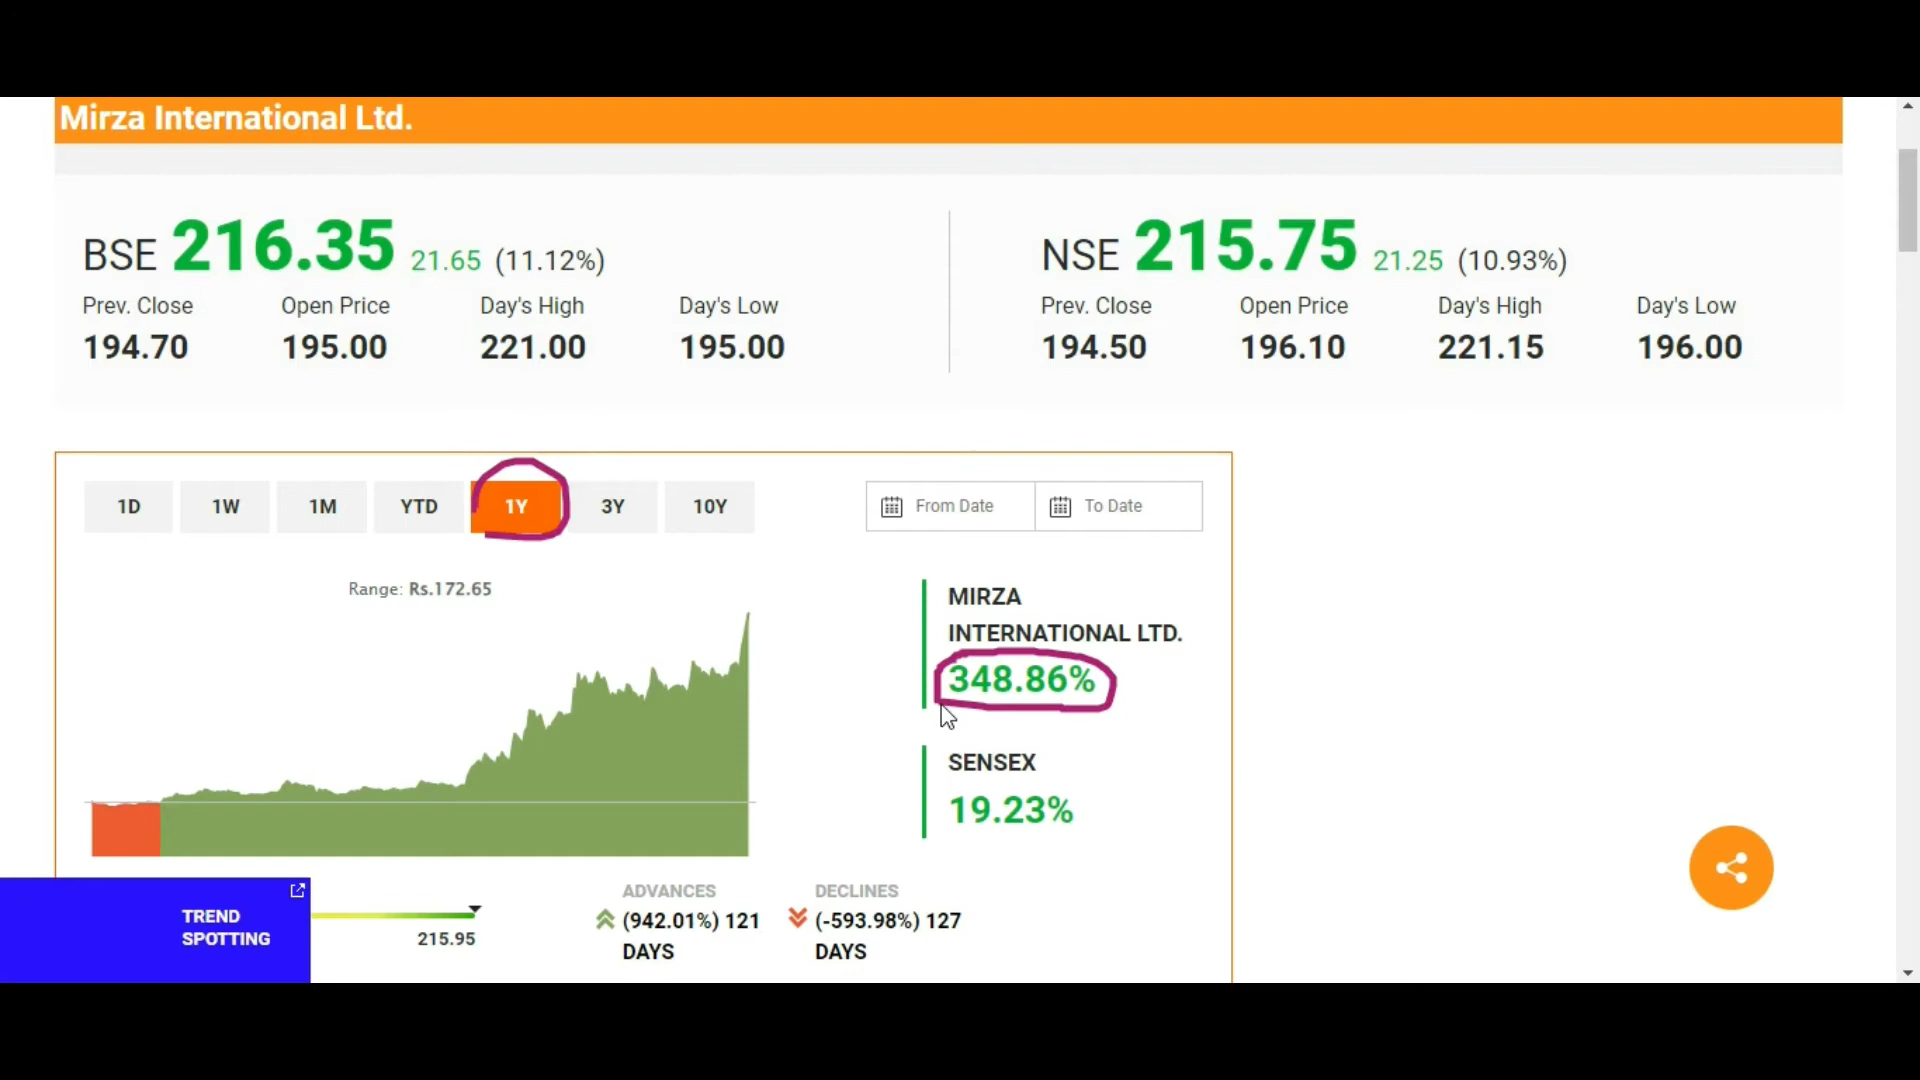 Mirza International Ltd.
BSE 216.35 21.65 (11.12%)
Prev. Close Open Price Day's High Day's Low
194.70 195.00 221.00 195.00
NSE 215.75 21.25 (10.93%)
Prev. Close Open Price Day's High Day's Low
194.50 196.10 221.15 196.00
1D 1W 1M YTD 1Y 3Y 10Y
From Date To Date
Range: Rs.172.65
MIRZA
INTERNATIONAL LTD.
348.86%
SENSEX
19.23%
TREND
SPOTTING
215.95
ADVANCES
(942.01%) 121
DAYS
DECLINES
(-593.98%) 127
DAYS